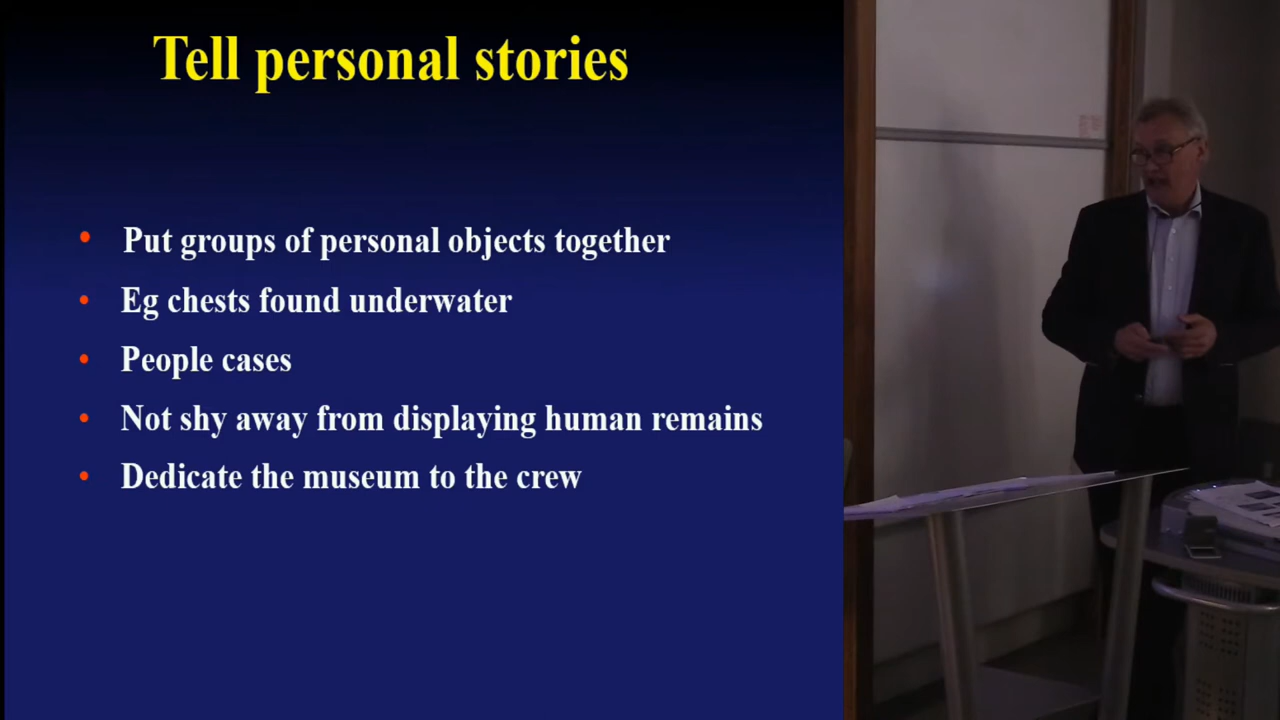 Tell personal stories
• Put groups of personal objects together
• Eg chests found underwater
• People cases
• Not shy away from displaying human remains
• Dedicate the museum to the crew